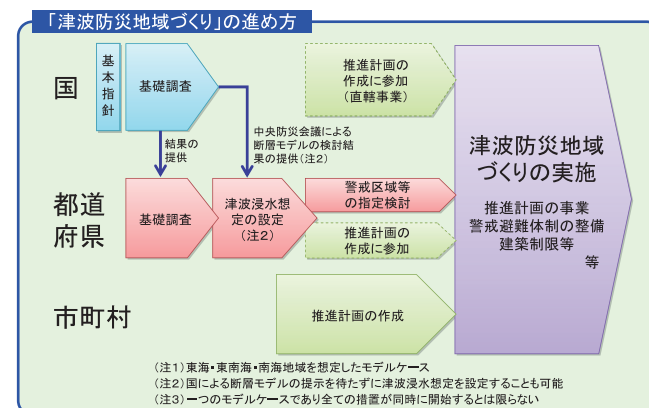 「津波防災地域づくり」の進め方
国
基本指針
基礎調査
推進計画の
作成に参加
(直轄事業)
結果の
提供
中央防災会議による
断層モデルの検討結
果の提供(注2)
都道
府県
基礎調査
津波浸水想
定の設定
(注2)
警戒区域等
の指定検討
推進計画の
作成に参加
市町村
推進計画の作成
津波防災地域
づくりの実施
推進計画の事業
警戒避難体制の整備
建築制限等
等
(注1)東海・東南海・南海地域を想定したモデルケース
(注2)国による断層モデルの提示を待たずに津波浸水想定を設定することも可能
(注3)一つのモデルケースであり全ての措置が同時に開始するとは限らない